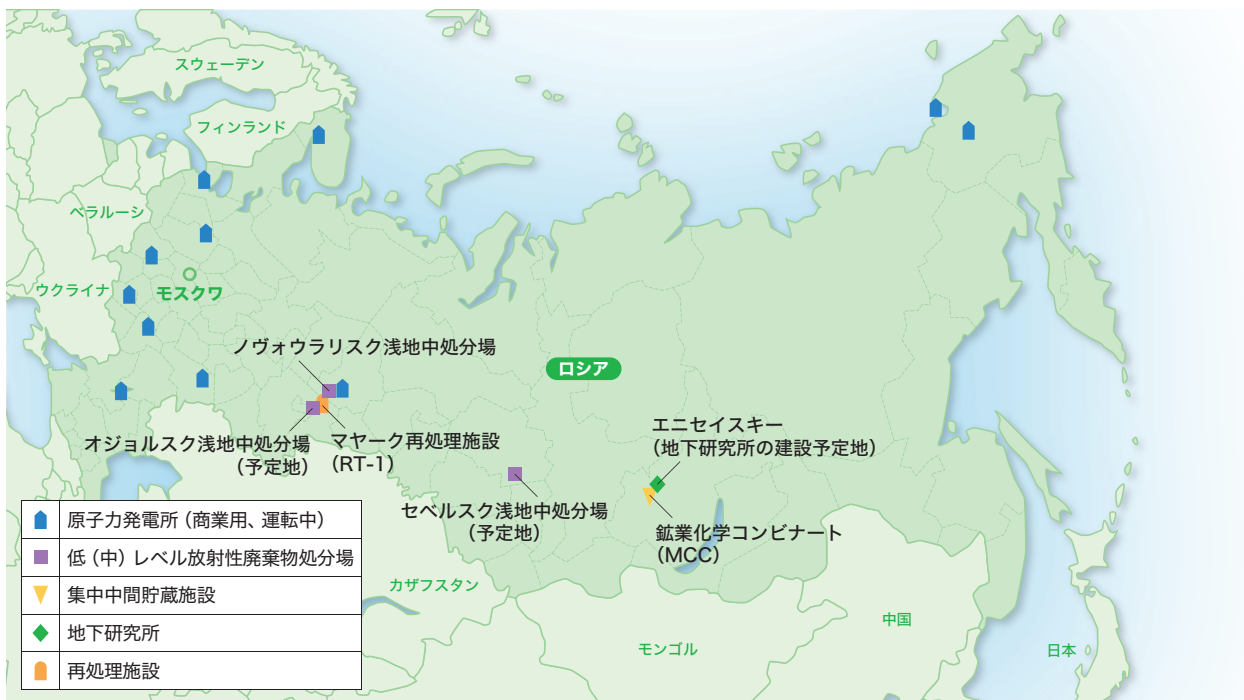 スウェーデン
フィンランド
ベラルーシ
ウクライナ
モスクワ
ノヴォウラリスク浅地中処分場
ロシア
オジョルスク浅地中処分場
（予定地）
マヤーク再処理施設
（RT-1）
エニセイスキー
（地下研究所の建設予定地）
セベルスク浅地中処分場
（予定地）
鉱業化学コンビナート
（MCC）
カザフスタン
モンゴル
中国
日本
原子力発電所（商業用、運転中）
低（中）レベル放射性廃棄物処分場
集中中間貯蔵施設
地下研究所
再処理施設